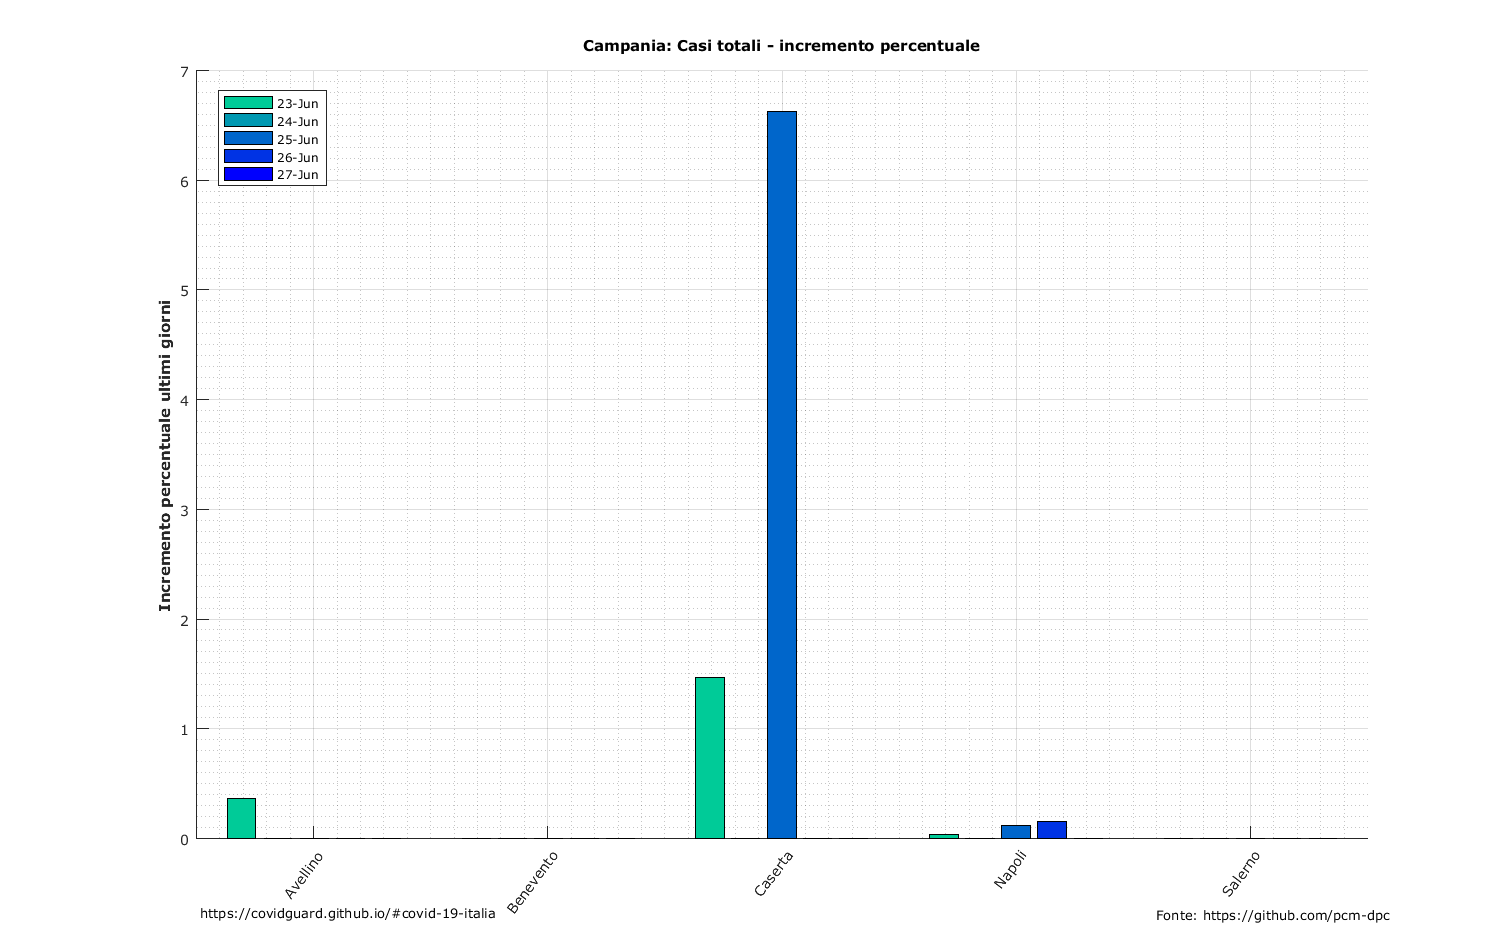 Campania: Casi totali - incremento percentuale
7
6
5
4
3
2
1
0
Incremento percentuale ultimi giorni
23-Jun
24-Jun
25-Jun
26-Jun
27-Jun
Avellino
Benevento
Caserta
Napoli
Salerno
https://covidguard.github.io/#covid-19-italia
Fonte: https://github.com/pcm-dpc